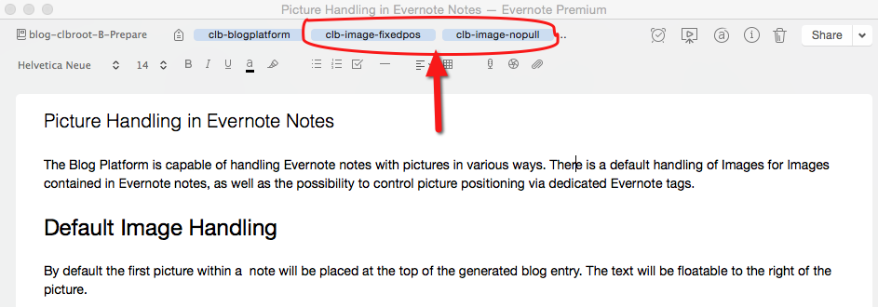 Picture Handling in Evernote Notes — Evernote Premium
blog-clbroot-B-Prepare clb-blogplatform clb-image-fixedpos clb-image-nopull ... Share
Helvetica Neue 14 B I U a
Picture Handling in Evernote Notes
The Blog Platform is capable of handling Evernote notes with pictures in various ways. There is a default handling of Images for Images
contained in Evernote notes, as well as the possibility to control picture positioning via dedicated Evernote tags.
Default Image Handling
By default the first picture within a note will be placed at the top of the generated blog entry. The text will be floatable to the right of the
picture.